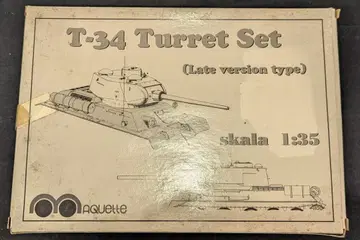 T-34 Turret Set
(Late version type)
skala 1:35
MAQUETTE